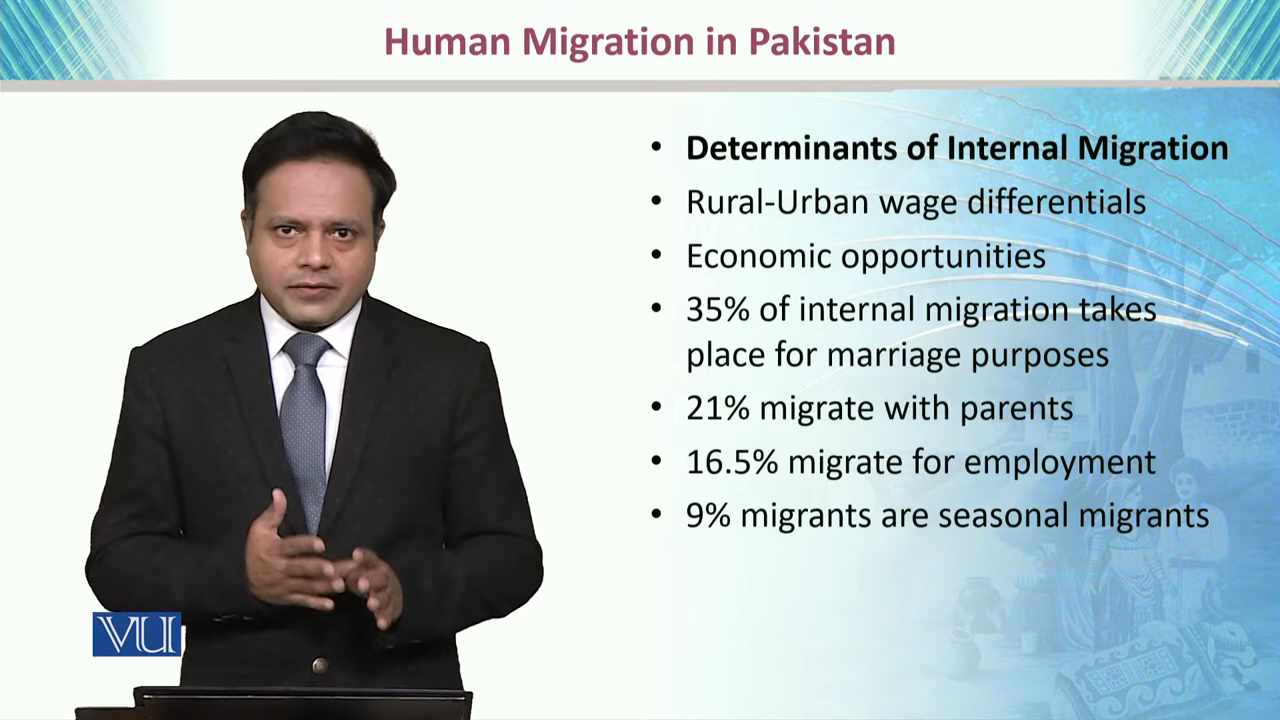 Human Migration in Pakistan
• Determinants of Internal Migration
• Rural-Urban wage differentials
• Economic opportunities
• 35% of internal migration takes
place for marriage purposes
• 21% migrate with parents
• 16.5% migrate for employment
• 9% migrants are seasonal migrants
VU